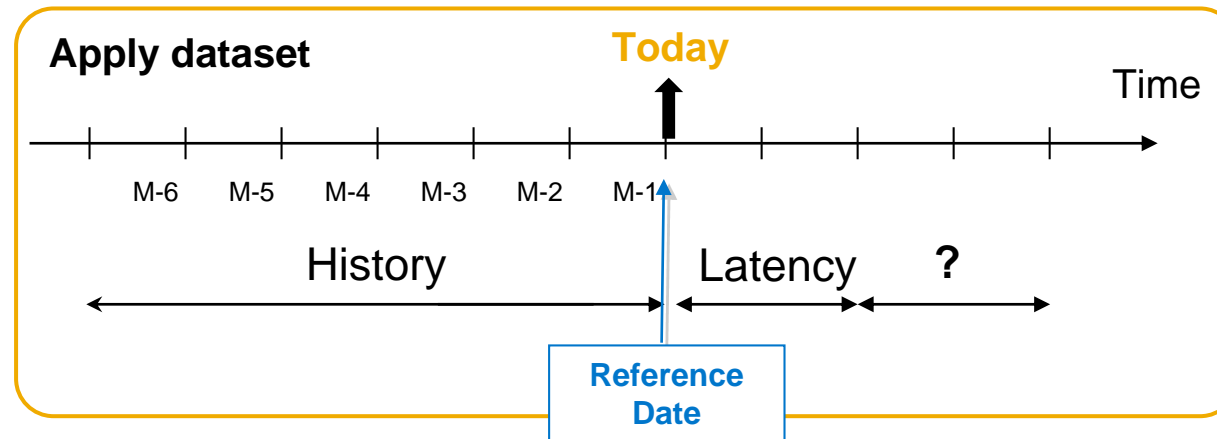 Apply dataset
Today
Time
M-6 M-5 M-4 M-3 M-2 M-1
History
Latency
?
Reference
Date